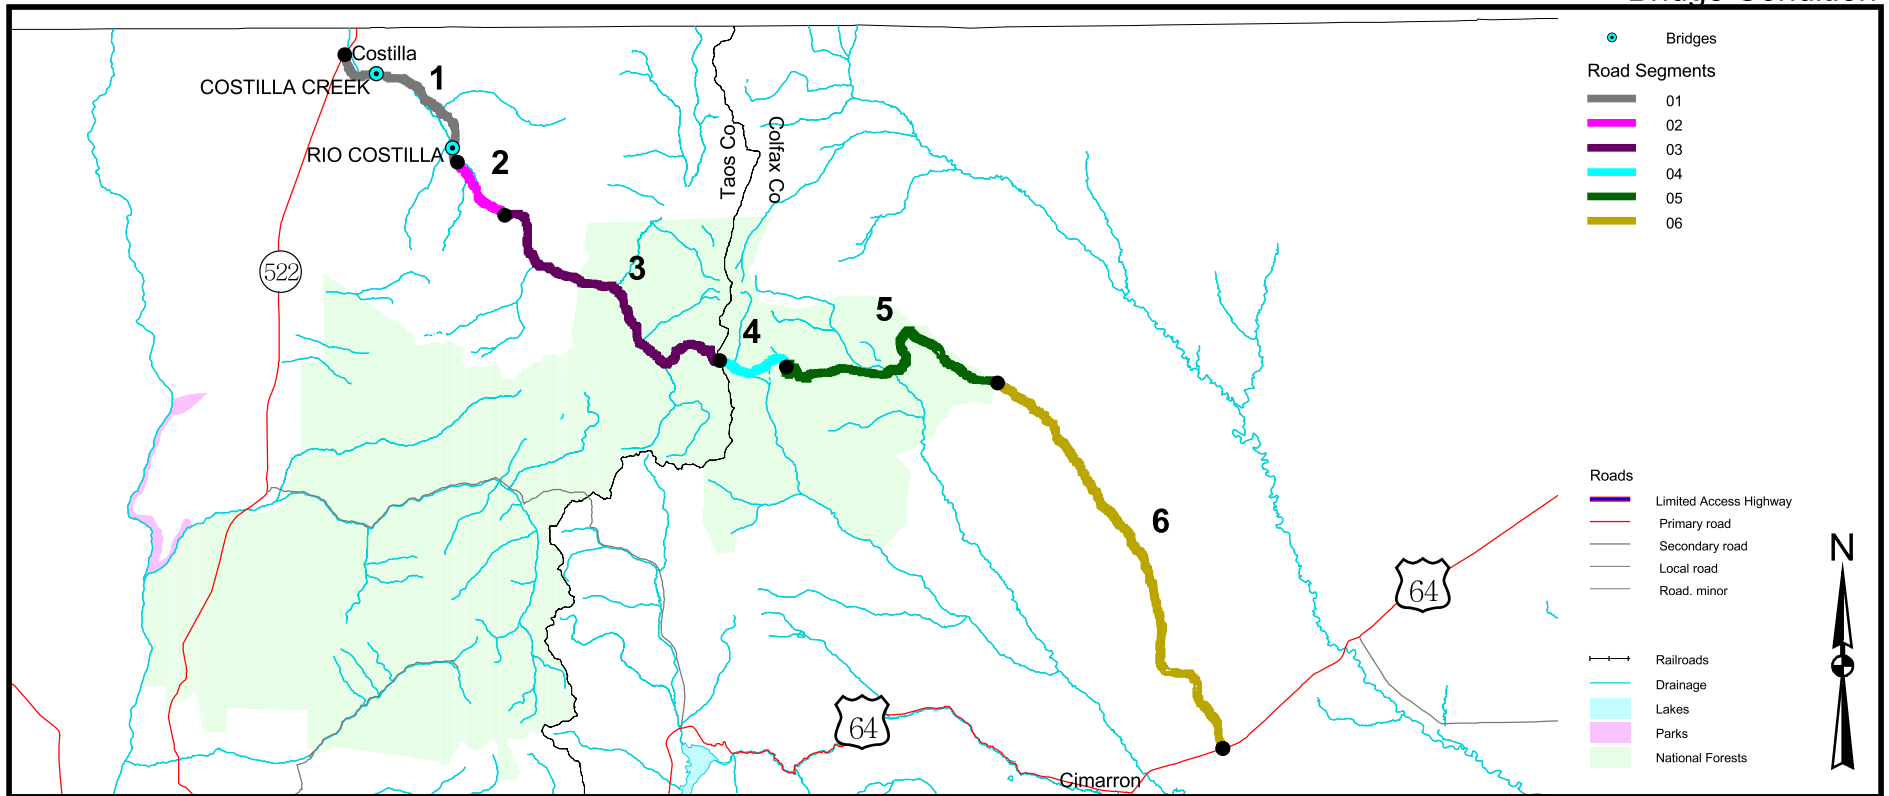 Bridge Condition
Costilla
COSTILLA CREEK
1
RIO COSTILLA
2
Taos Co
Colfax Co
522
3
4
5
6
64
64
Cimarron
Bridges
Road Segments
01
02
03
04
05
06
Roads
Limited Access Highway
Primary road
Secondary road
Local road
Road. minor
Railroads
Drainage
Lakes
Parks
National Forests
N